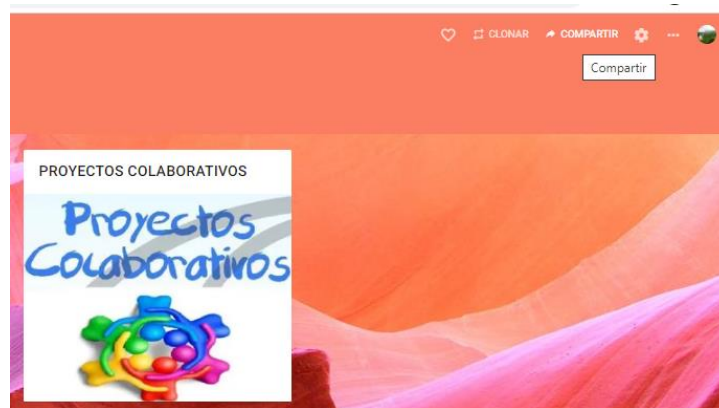 CLONAR COMPARTIR
Compartir
PROYECTOS COLABORATIVOS
Proyectos
Colaborativos